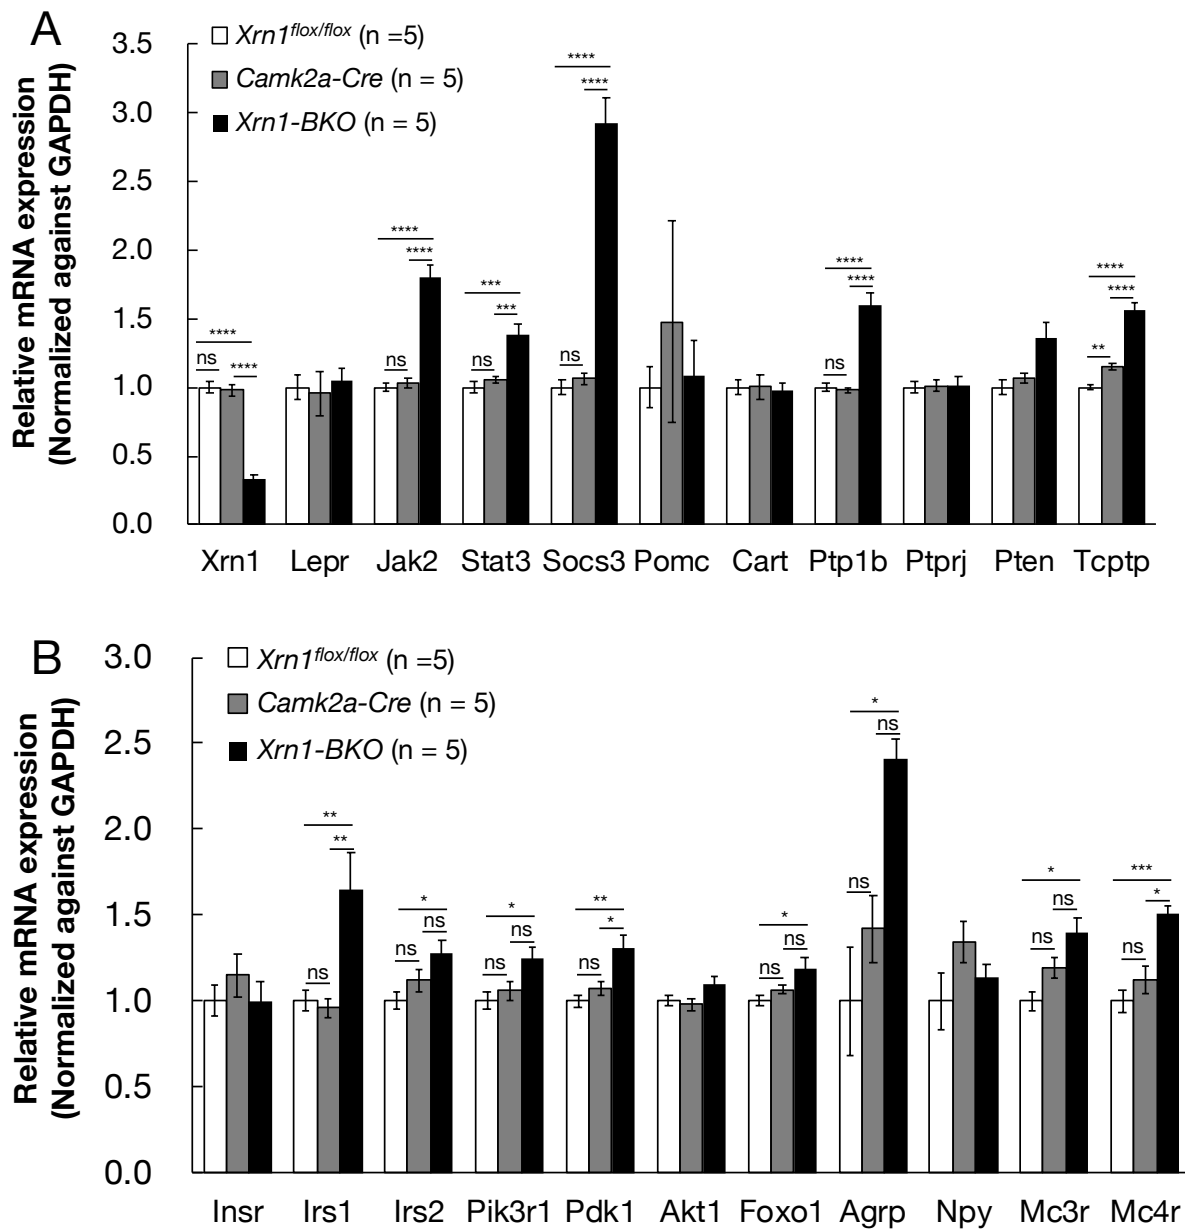 A
Xrn1flox/flox (n =5)
Camk2a-Cre (n = 5)
Xrn1-BKO (n = 5)
Relative mRNA expression
(Normalized against GAPDH)
3.5
3.0
2.5
2.0
1.5
1.0
0.5
0.0
**** ns ****
**** ns ****
*** ns ***
**** ns ****
**** ns ****
**** ** ****
Xrn1 Lepr Jak2 Stat3 Socs3 Pomc Cart Ptp1b Ptprj Pten Tcptp
B
Xrn1flox/flox (n =5)
Camk2a-Cre (n = 5)
Xrn1-BKO (n = 5)
Relative mRNA expression
(Normalized against GAPDH)
3.0
2.5
2.0
1.5
1.0
0.5
0.0
** ns **
* ns ns
* ns ns
** ns *
* ns ns
* ns ns
* ns ns
*** ns *
Insr Irs1 Irs2 Pik3r1 Pdk1 Akt1 Foxo1 Agrp Npy Mc3r Mc4r